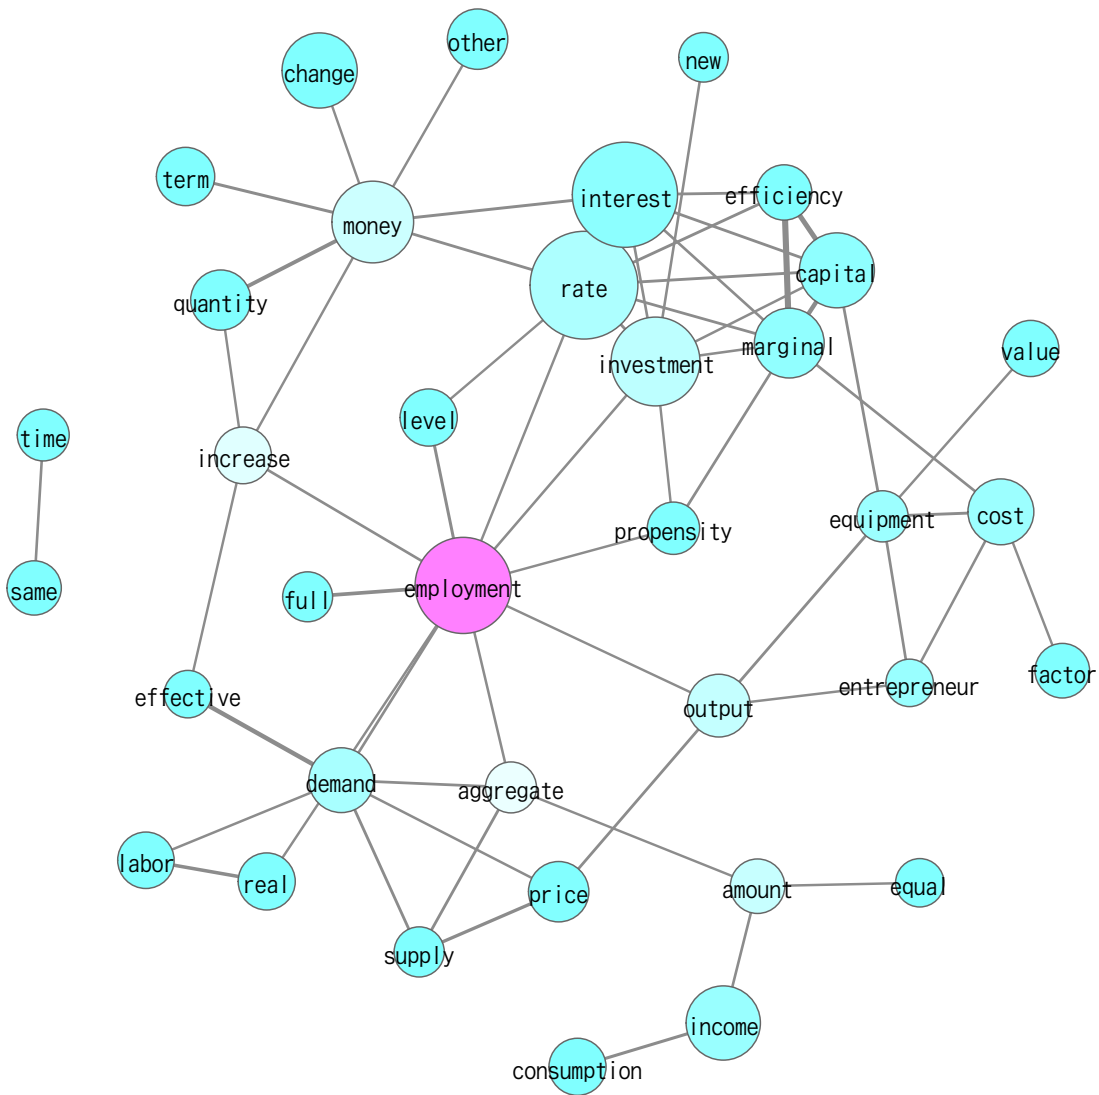 other
change
new
term
interest
efficiency
money
capital
rate
quantity
marginal
value
investment
level
time
increase
cost
equipment
propensity
employment
same
full
factor
entrepreneur
effective
output
demand
aggregate
labor
real
equal
amount
price
supply
income
consumption